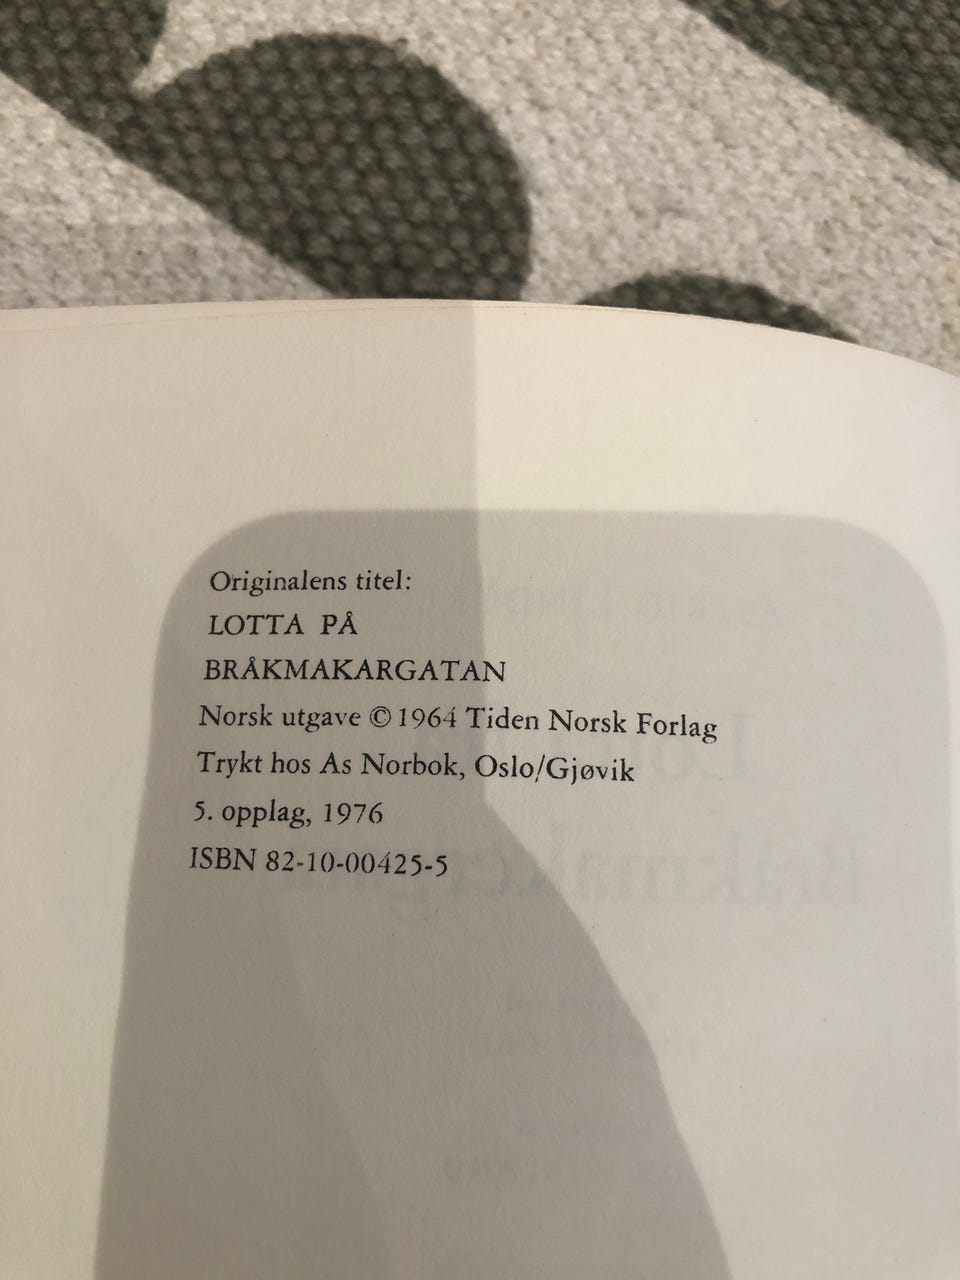 Originalens titel:
LOTTA PÅ
BRÅKMAKARGATAN
Norsk utgave © 1964 Tiden Norsk Forlag
Trykt hos As Norbok, Oslo/Gjøvik
5. opplag, 1976
ISBN 82-10-00425-5